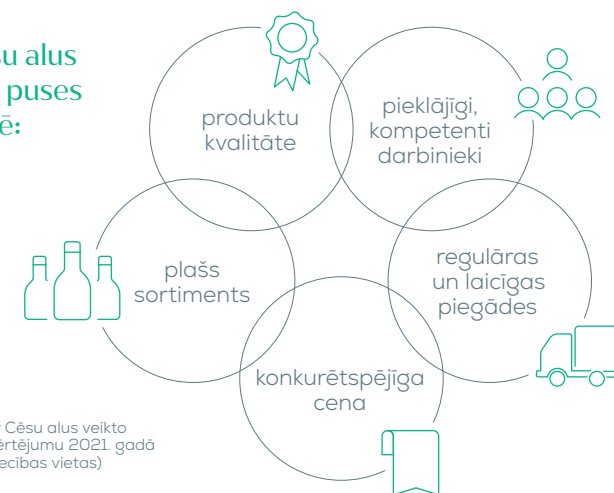 su alus
puses
ē:
produktu
kvalitāte
pieklājīgi,
kompetenti
darbinieki
plašs
sortiments
regulāras
un laicīgas
piegādes
konkurētspējīga
cena
Cēsu alus veikto
ērtējumu 2021. gadā
ecības vietas)